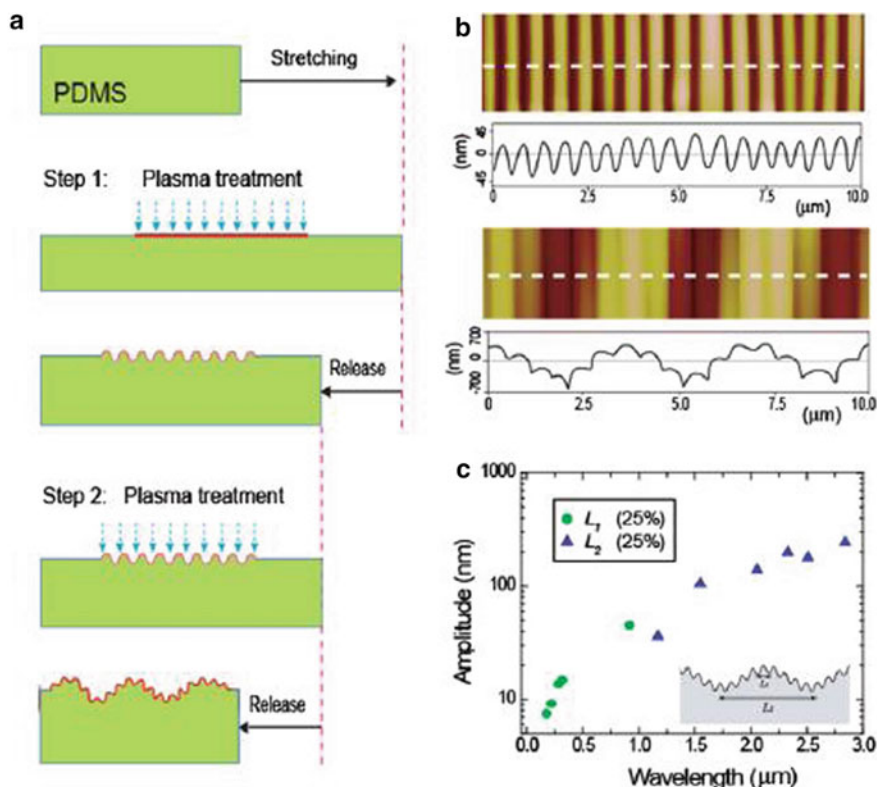 a
Stretching
PDMS
Step 1: Plasma treatment
Release
Step 2: Plasma treatment
Release
b
45
0
-45
(nm)
0 2.5 5.0 7.5 10.0
(μm)
700
0
-700
(nm)
0 2.5 5.0 7.5 10.0
(μm)
c
1000
100
10
Amplitude (nm)
L1 (25%)
L2 (25%)
L1
L2
0.0 0.5 1.0 1.5 2.0 2.5 3.0
Wavelength (μm)